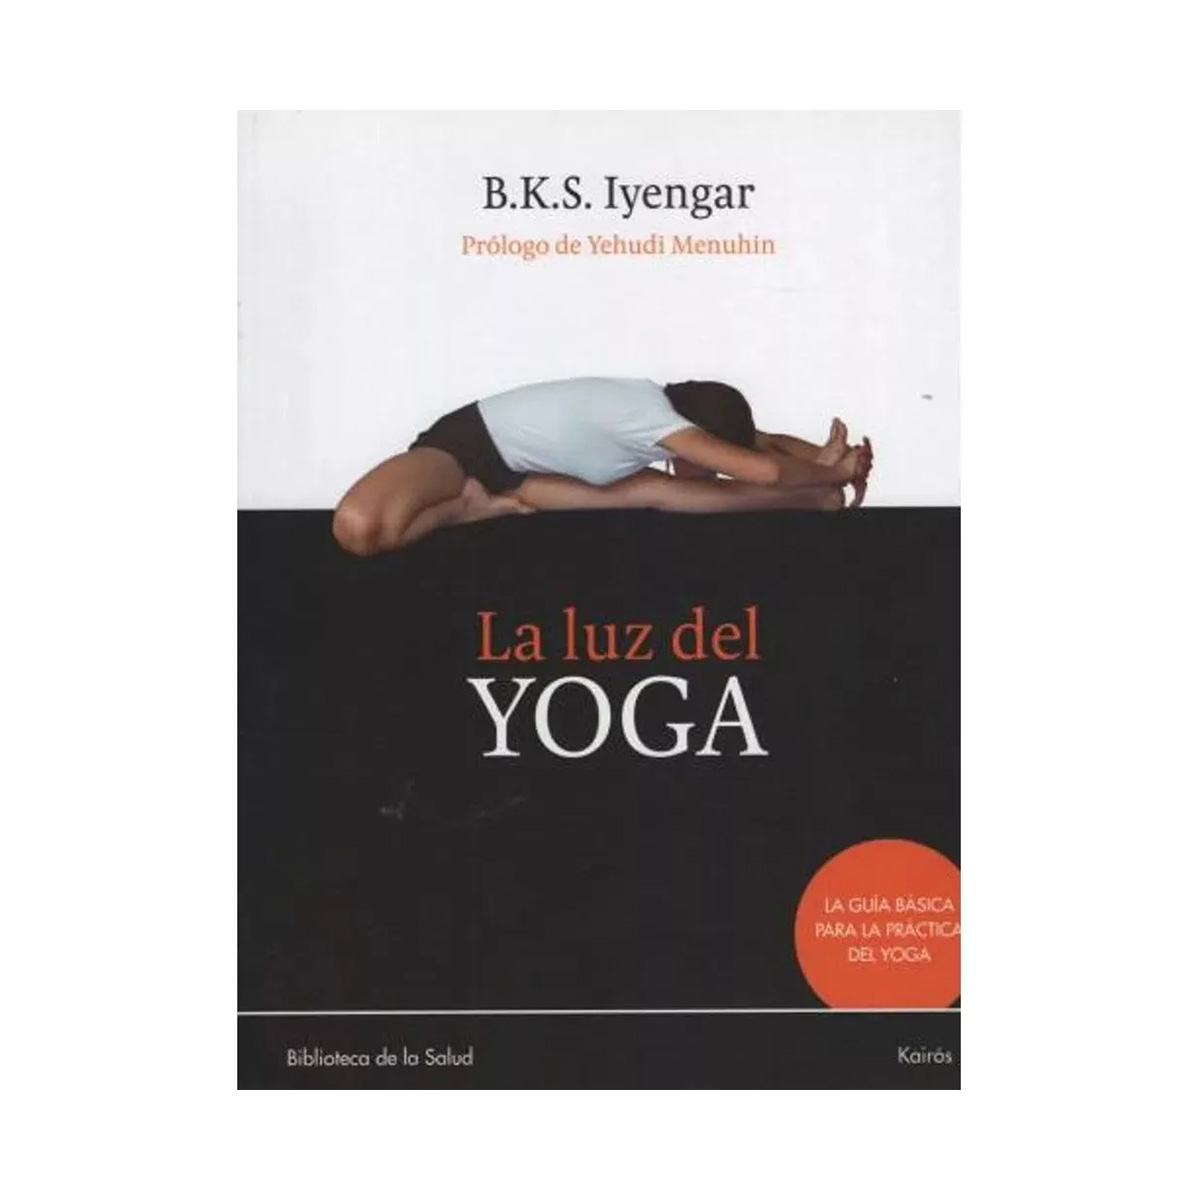 B.K.S. Iyengar
Prólogo de Yehudi Menuhin
La luz del
YOGA
LA GUÍA BÁSICA
PARA LA PRÁCTICA
DEL YOGA
Biblioteca de la Salud
Kairós